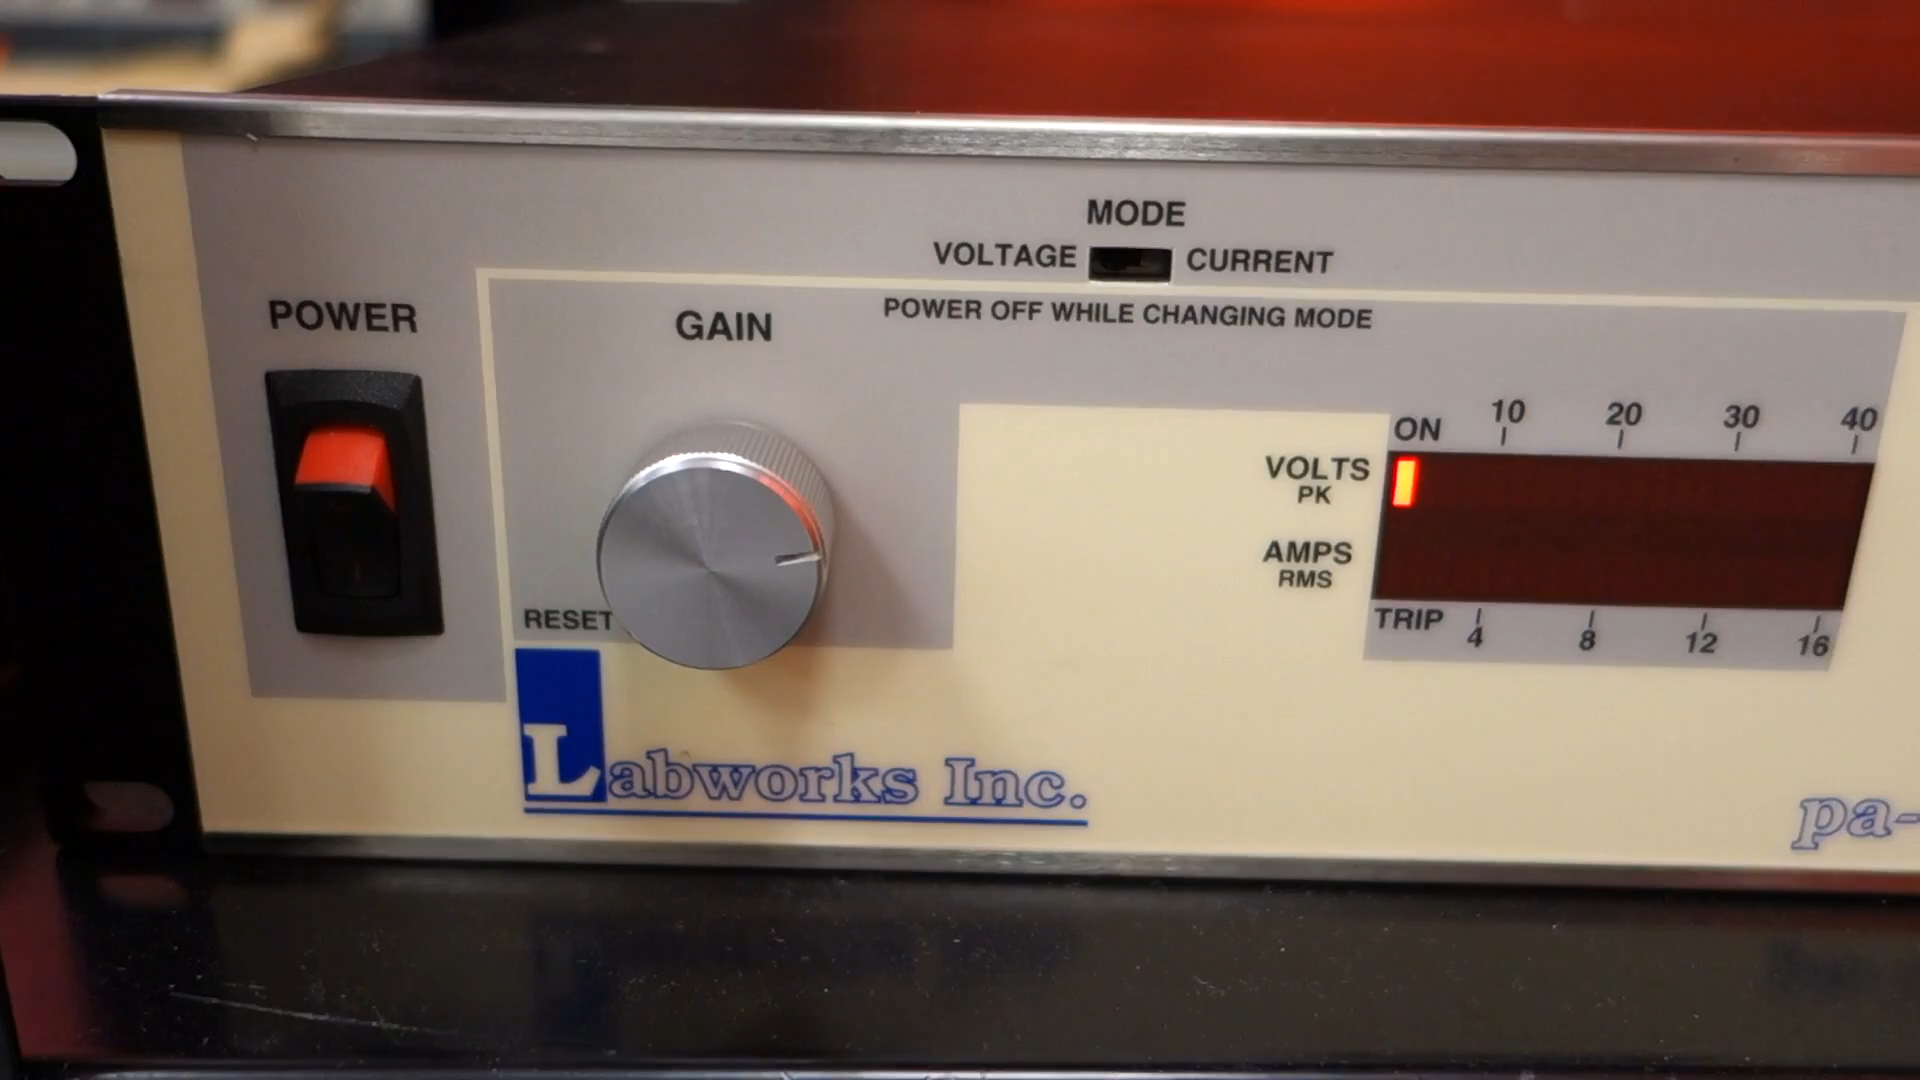 MODE
VOLTAGE CURRENT
POWER OFF WHILE CHANGING MODE
POWER
GAIN
RESET
ON 10 20 30 40
VOLTS
PK
AMPS
RMS
TRIP 4 8 12 16
Labworks Inc.
pa-